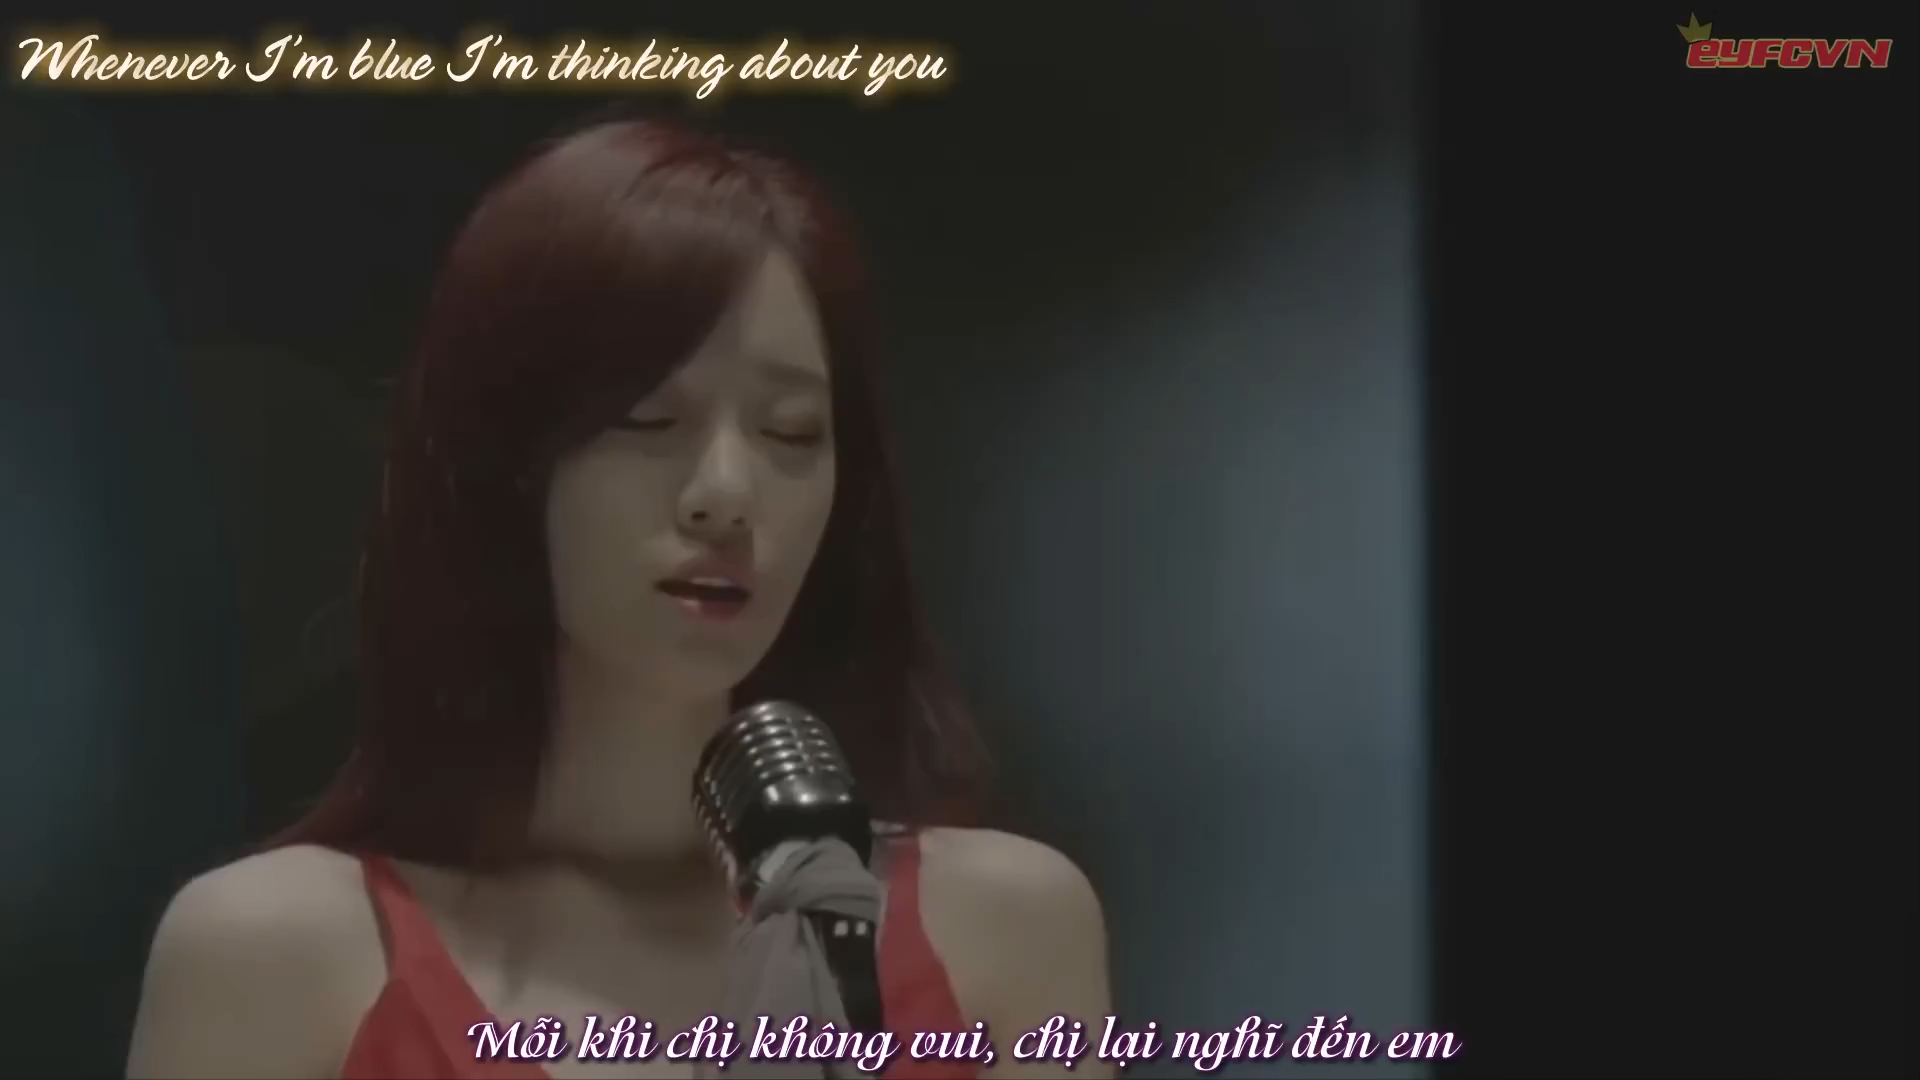 Whenever I'm blue I'm thinking about you
eyfcvn
Mỗi khi chị không vui, chị lại nghĩ đến em